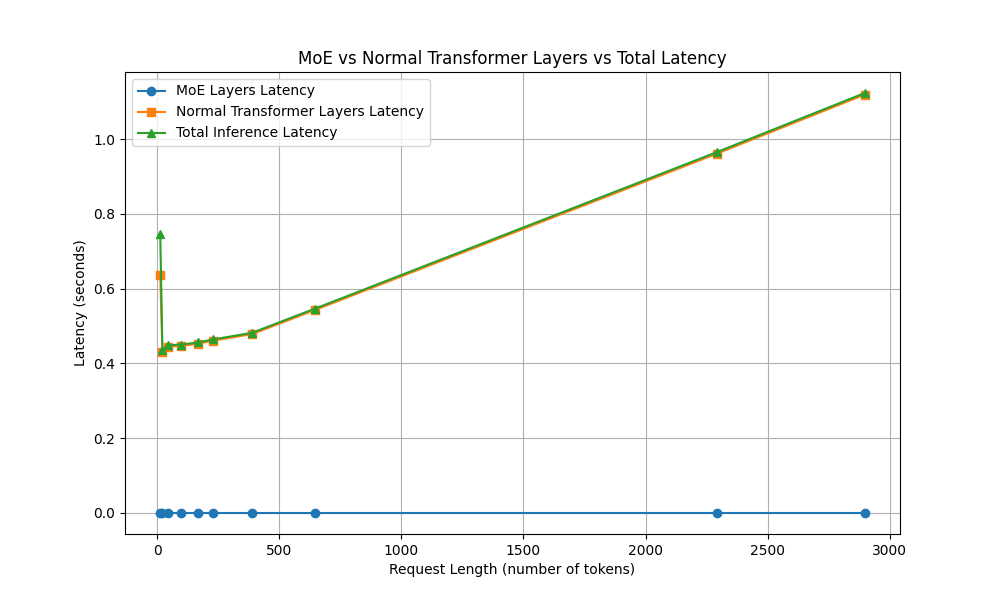 MoE vs Normal Transformer Layers vs Total Latency
MoE Layers Latency
Normal Transformer Layers Latency
Total Inference Latency
Latency (seconds)
1.0
0.8
0.6
0.4
0.2
0.0
0
500
1000
1500
2000
2500
3000
Request Length (number of tokens)